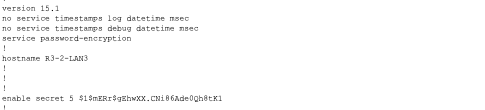 version 15.1
no service timestamps log datetime msec
no service timestamps debug datetime msec
service password-encryption
!
hostname R3-2-LAN3
!
!
!
enable secret 5 $1$mERr$gEhwXX.CNi86Ade0Qh8tK1
!